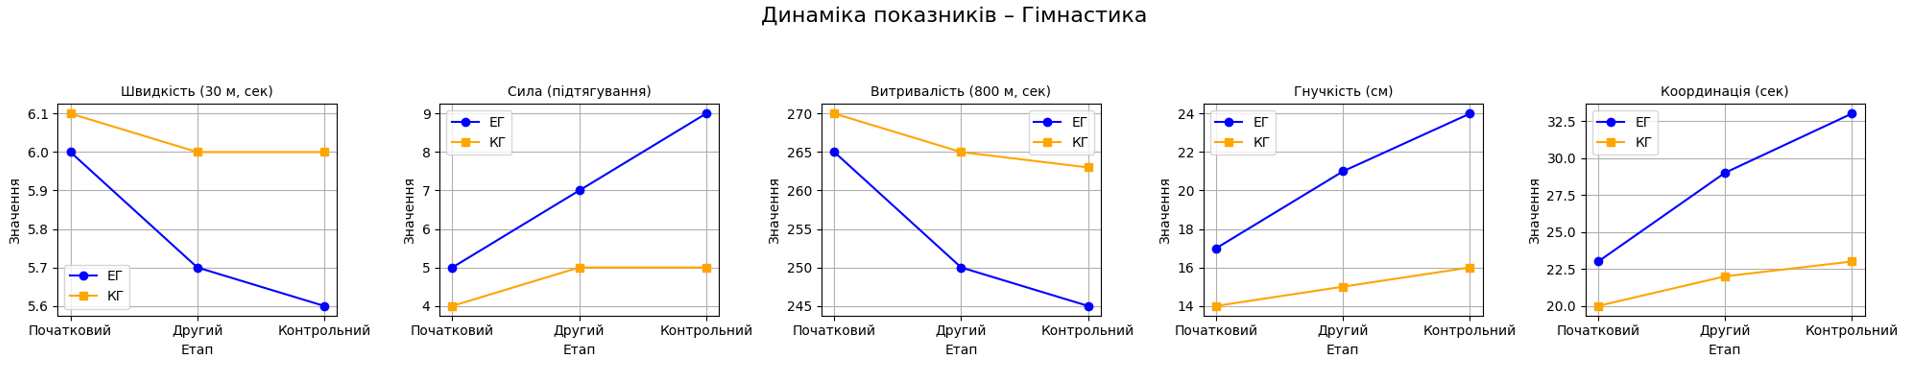 Динаміка показників – Гімнастика
Швидкість (30 м, сек)
6.1
6.0
5.9
5.8
5.7
5.6
Значення
ЕГ
КГ
Початковий Другий Контрольний
Етап
Сила (підтягування)
9
8
7
6
5
4
Значення
ЕГ
КГ
Початковий Другий Контрольний
Етап
Витривалість (800 м, сек)
270
265
260
255
250
245
Значення
ЕГ
КГ
Початковий Другий Контрольний
Етап
Гнучкість (см)
24
22
20
18
16
14
Значення
ЕГ
КГ
Початковий Другий Контрольний
Етап
Координація (сек)
32.5
30.0
27.5
25.0
22.5
20.0
Значення
ЕГ
КГ
Початковий Другий Контрольний
Етап